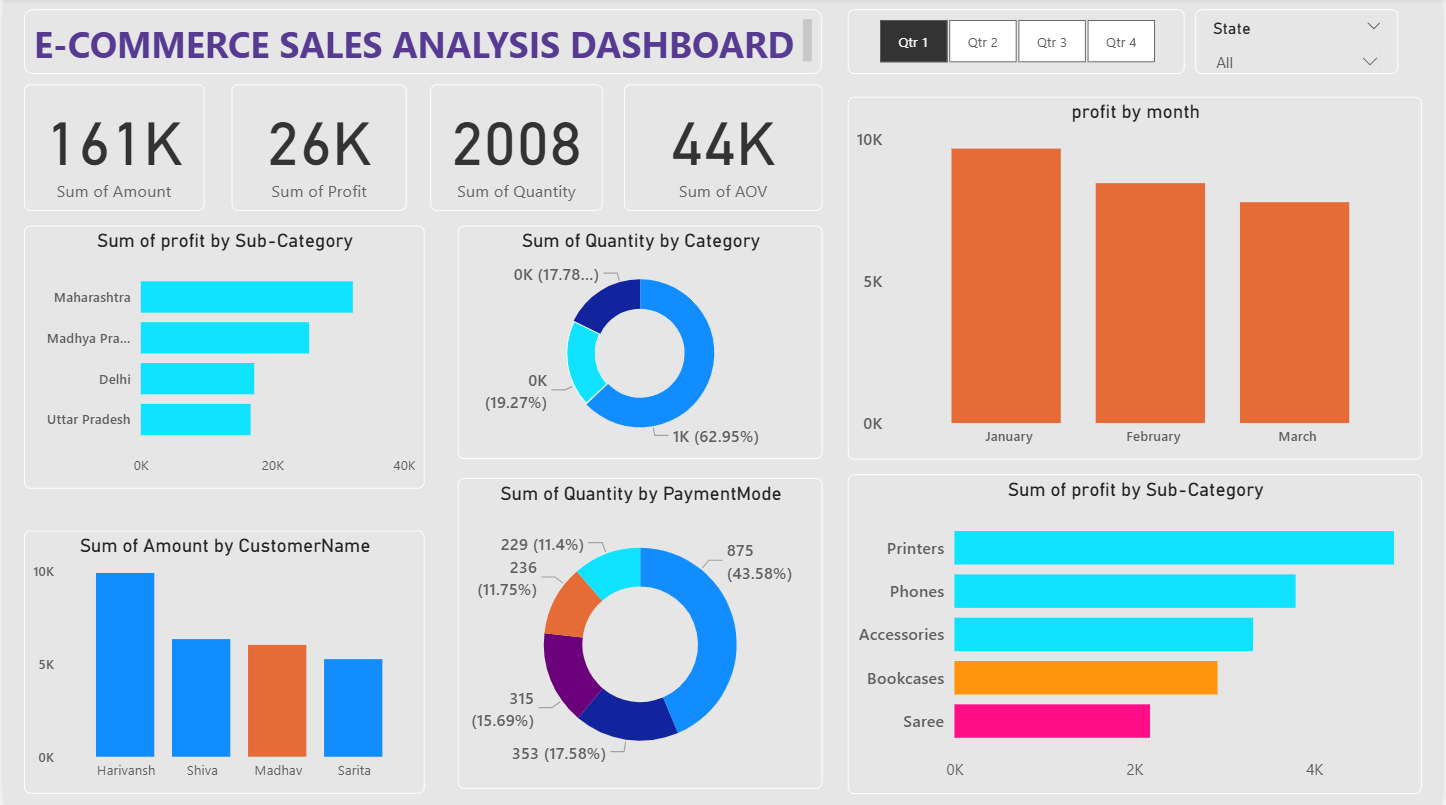 E-COMMERCE SALES ANALYSIS DASHBOARD
Qtr 1
Qtr 2
Qtr 3
Qtr 4
State
All
161K
Sum of Amount
26K
Sum of Profit
2008
Sum of Quantity
44K
Sum of AOV
profit by month
10K
5K
0K
January
February
March
Sum of profit by Sub-Category
Maharashtra
Madhya Pra...
Delhi
Uttar Pradesh
0K
20K
40K
Sum of Quantity by Category
0K (17.78...)
0K
(19.27%)
1K (62.95%)
Sum of Amount by CustomerName
10K
5K
0K
Harivansh
Shiva
Madhav
Sarita
Sum of Quantity by PaymentMode
229 (11.4%)
236
(11.75%)
315
(15.69%)
353 (17.58%)
875
(43.58%)
Sum of profit by Sub-Category
Printers
Phones
Accessories
Bookcases
Saree
0K
2K
4K